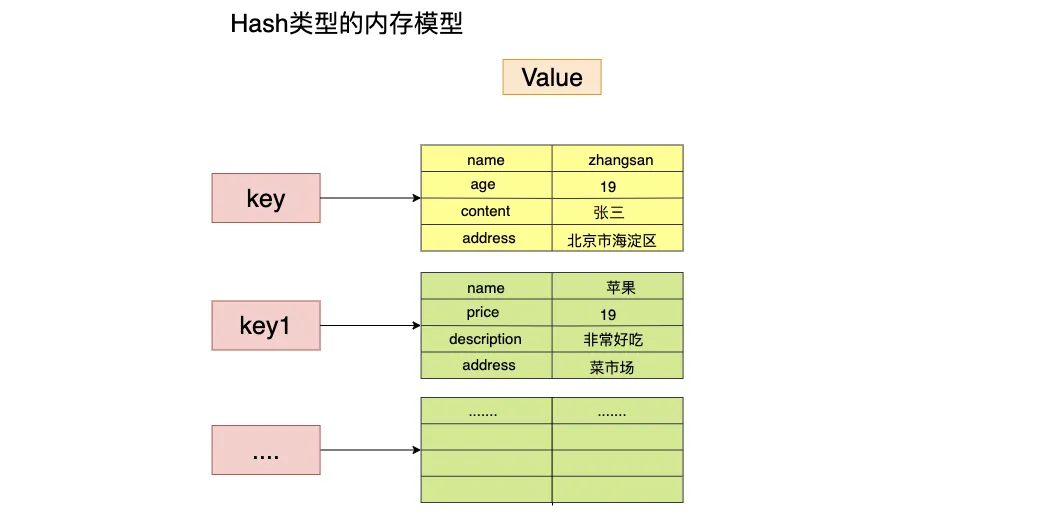 Hash类型的内存模型
Value
key
name zhangsan
age 19
content 张三
address 北京市海淀区
key1
name 苹果
price 19
description 非常好吃
address 菜市场
....
....... .......